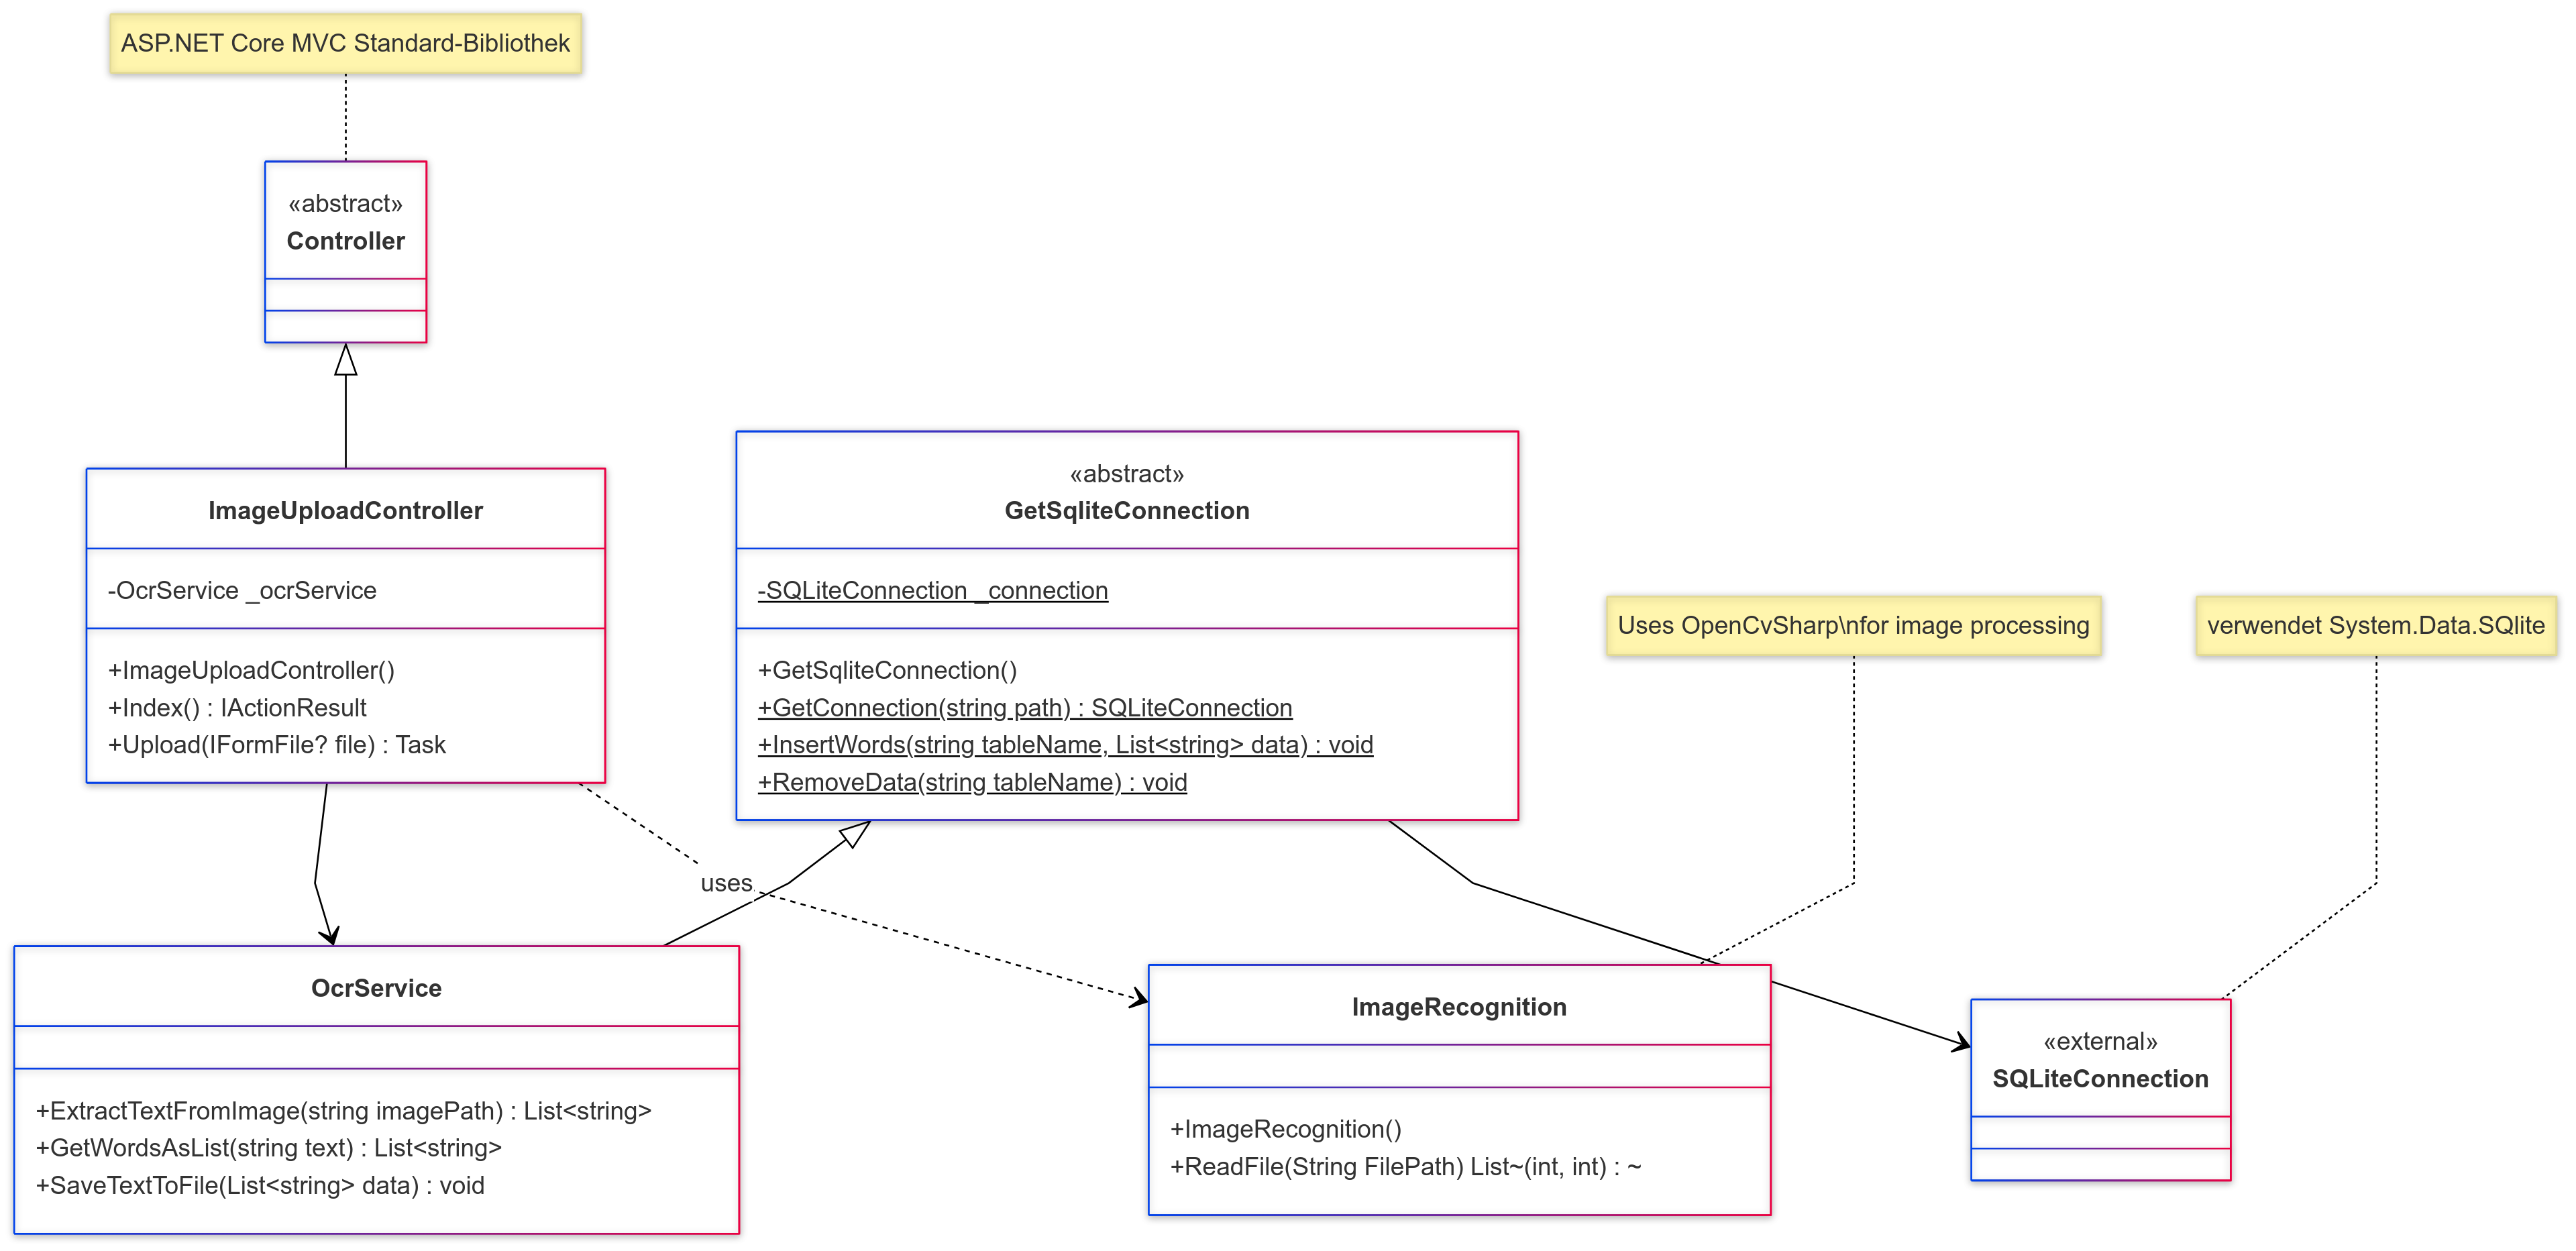 ASP.NET Core MVC Standard-Bibliothek
«abstract»
Controller
ImageUploadController
-OcrService _ocrService
+ImageUploadController()
+Index() : IActionResult
+Upload(IFormFile? file) : Task
«abstract»
GetSqliteConnection
-SQLiteConnection _connection
+GetSqliteConnection()
+GetConnection(string path) : SQLiteConnection
+InsertWords(string tableName, List<string> data) : void
+RemoveData(string tableName) : void
Uses OpenCvSharp\nfor image processing
verwendet System.Data.SQlite
uses
OcrService
+ExtractTextFromImage(string imagePath) : List<string>
+GetWordsAsList(string text) : List<string>
+SaveTextToFile(List<string> data) : void
ImageRecognition
+ImageRecognition()
+ReadFile(String FilePath) List~(int, int) : ~
«external»
SQLiteConnection